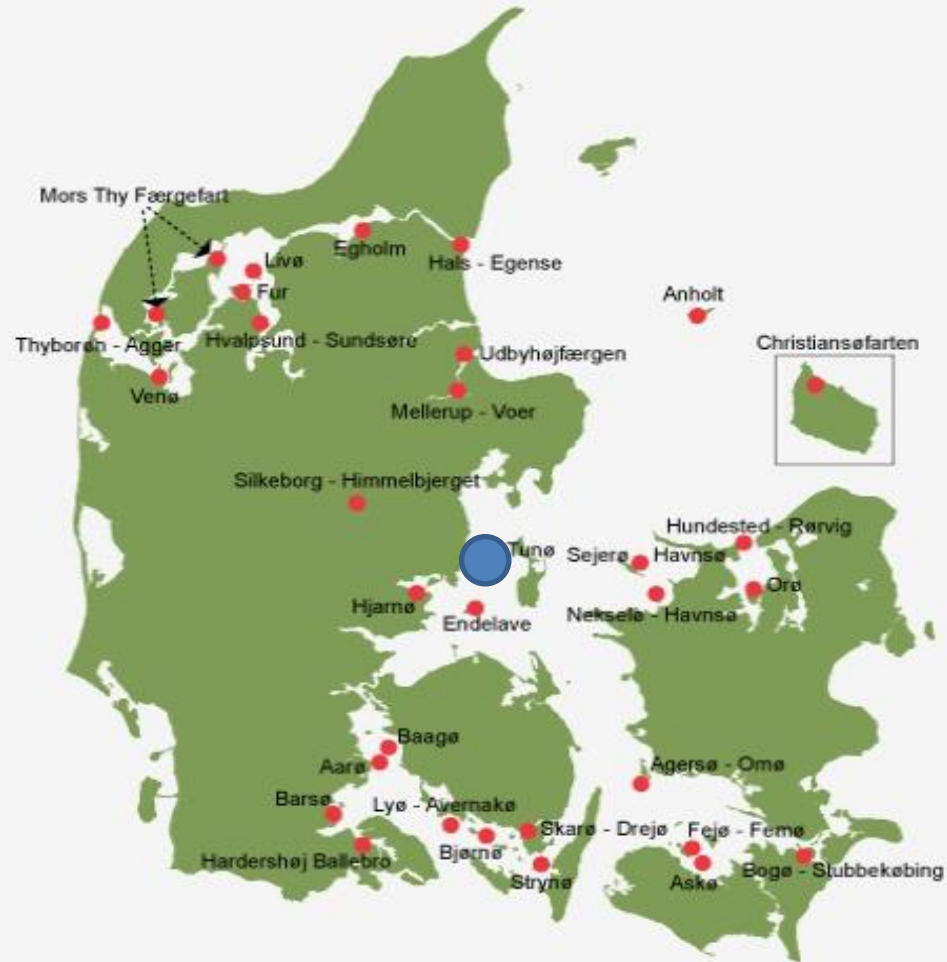 Mors Thy Færgefart
Egholm
Livø
Hals - Egense
Fur
Anholt
Thyborøn - Agger
Hvalpsund - Sundsøre
Christiansøfarten
Udbyhøjfærgen
Venø
Mellerup - Voer
Silkeborg - Himmelbjerget
Hundested - Rørvig
Tunø
Sejerø
Havnsø
Orø
Hjarnø
Nekselø - Havnsø
Endelave
Baagø
Aarø
Agersø - Omø
Barsø
Lyø - Avernakø
Skarø - Drejø
Fejø - Femø
Bjørnø
Hardershøj Ballebro
Strynø
Askø
Bogø - Stubbekøbing